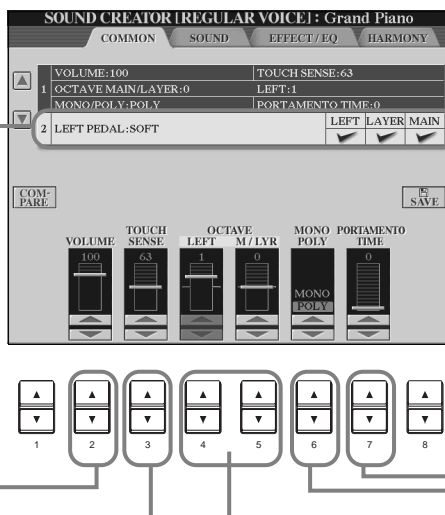 SOUND CREATOR [REGULAR VOICE] : Grand Piano
COMMON SOUND EFFECT / EQ HARMONY
VOLUME:100 TOUCH SENSE:63
1 OCTAVE MAIN/LAYER:0 LEFT:1
MONO/POLY:POLY PORTAMENTO TIME:0
2 LEFT PEDAL:SOFT LEFT LAYER MAIN
COM-
PARE
SAVE
VOLUME TOUCH SENSE OCTAVE LEFT M / LYR MONO POLY PORTAMENTO TIME
100 63 1 0 0
MONO
POLY
1 2 3 4 5 6 7 8